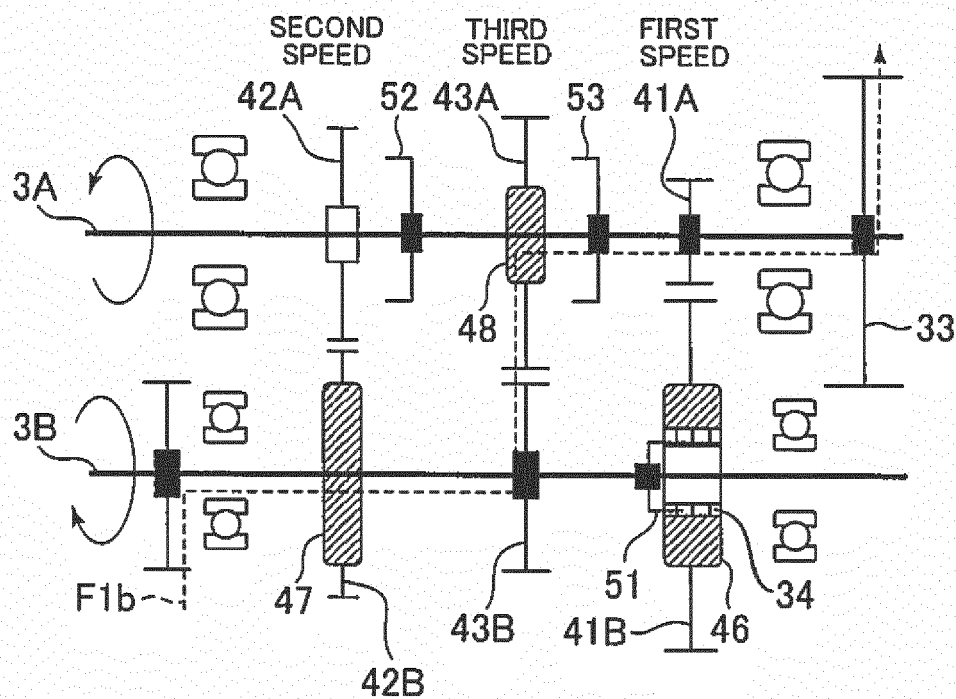 SECOND
SPEED
THIRD
SPEED
FIRST
SPEED
42A
52
43A
53
41A
3A
48
33
3B
F1b
47
42B
43B
51
41B
46
34